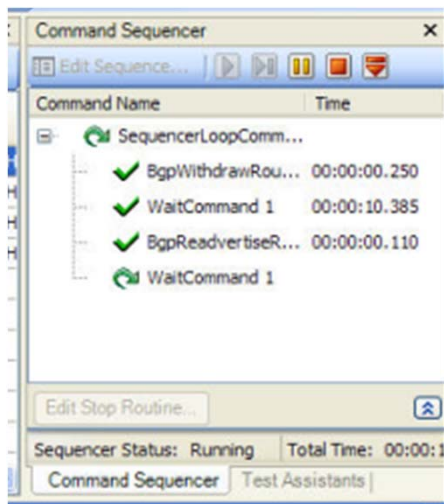 Command Sequencer
Edit Sequence...
Command Name Time
SequencerLoopComm...
BgpWithdrawRou... 00:00:00.250
WaitCommand 1 00:00:10.385
BgpReadvertiseR... 00:00:00.110
WaitCommand 1
Edit Stop Routine...
Sequencer Status: Running Total Time: 00:00:1
Command Sequencer Test Assistants